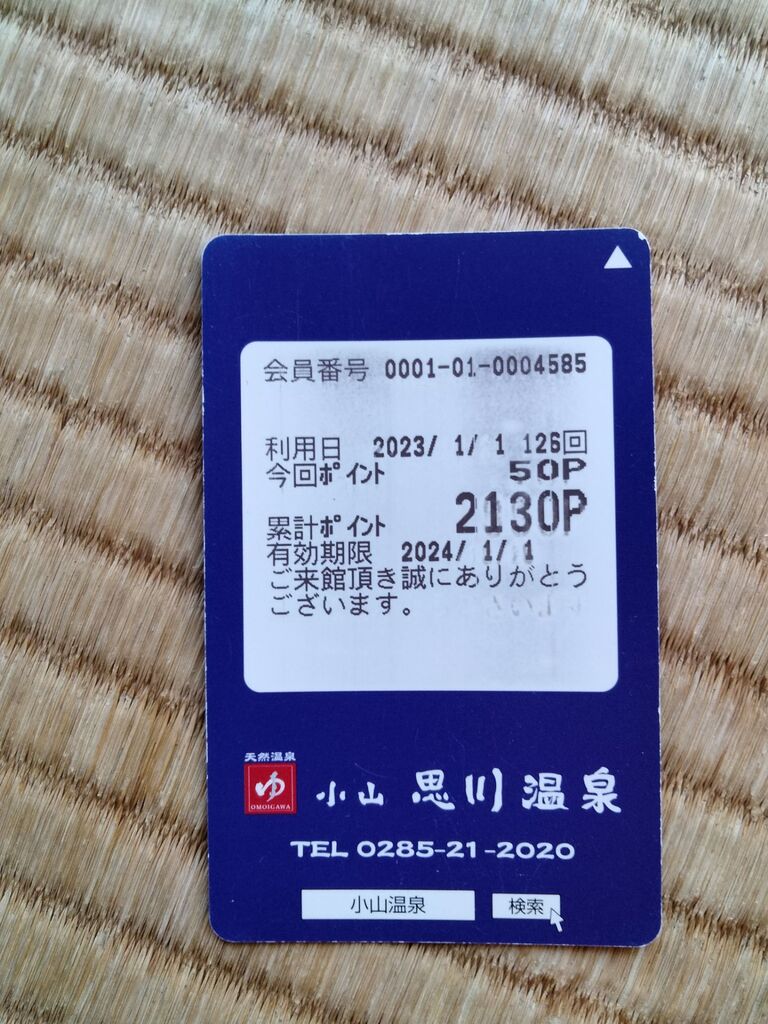 会員番号 0001-01-0004585
利用日 2023/ 1/ 1 126回
今回ﾎﾟｲﾝﾄ 50P
累計ﾎﾟｲﾝﾄ 2130P
有効期限 2024/ 1/ 1
ご来館頂き誠にありがとう
ございます。
天然温泉
ゆ
OMOIGAWA
小山 思川温泉
TEL 0285-21-2020
小山温泉 検索